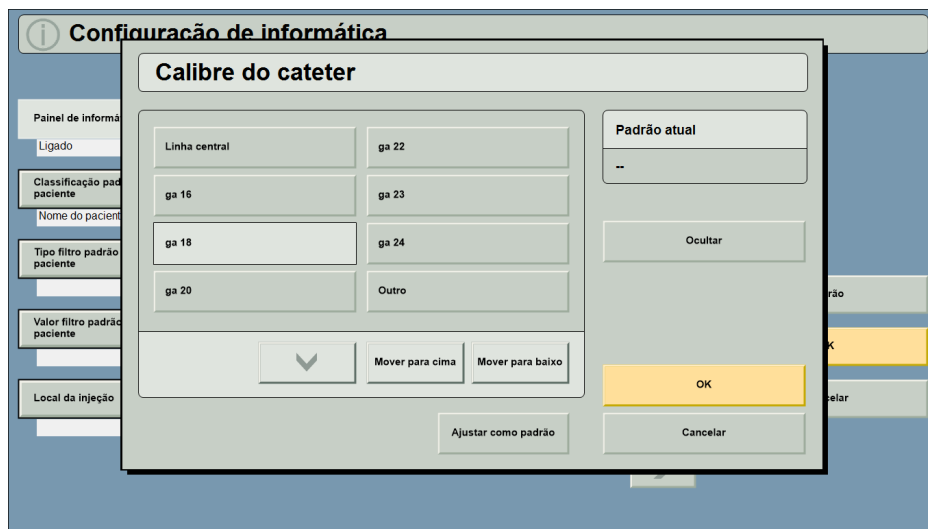 Configuração de informática
Calibre do cateter
Painel de informá
Ligado
Classificação pad
paciente
Nome do pacient
Tipo filtro padrão
paciente
Valor filtro padrão
paciente
Local da injeção
Linha central
ga 22
ga 16
ga 23
ga 18
ga 24
ga 20
Outro
Mover para cima
Mover para baixo
Ajustar como padrão
Padrão atual
--
Ocultar
OK
Cancelar
rão
K
elar